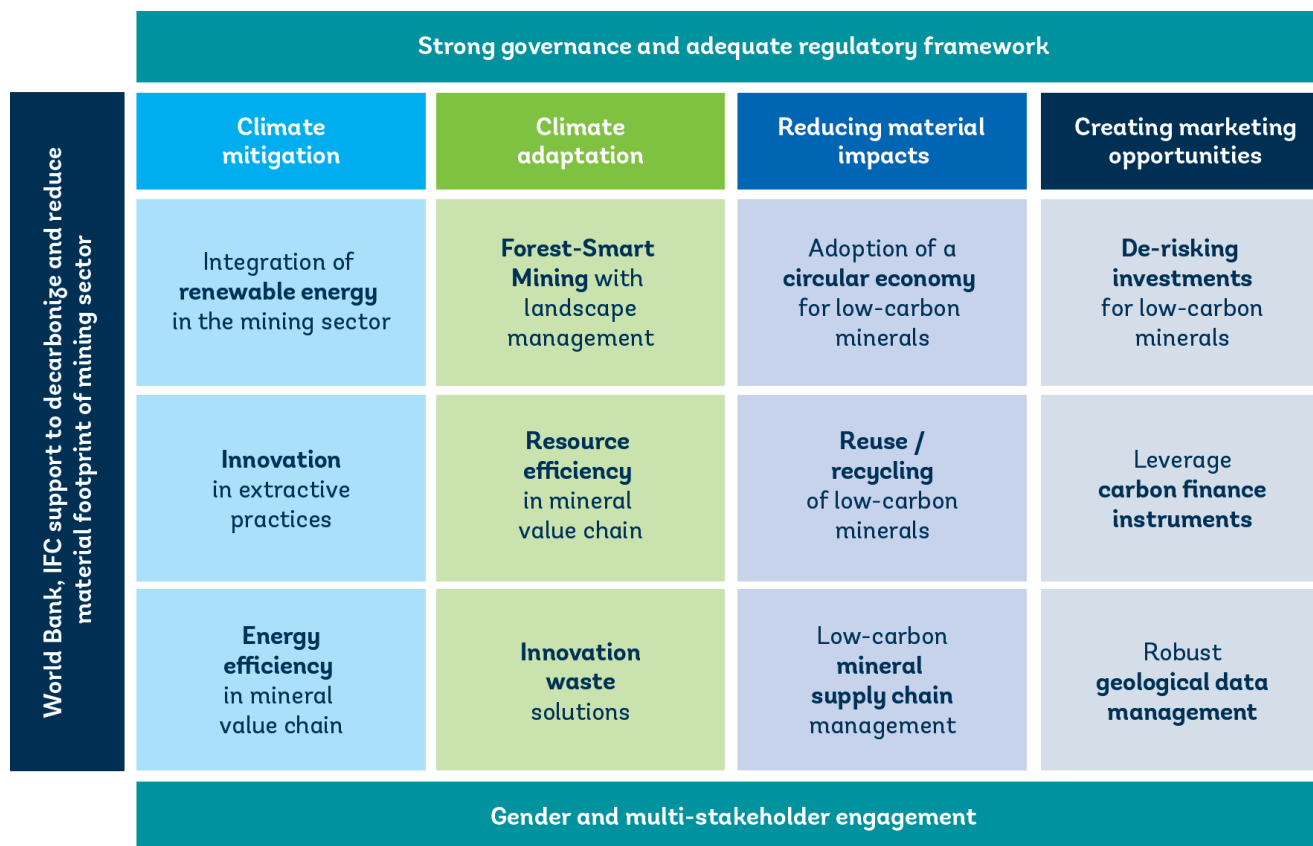 Strong governance and adequate regulatory framework
World Bank, IFC support to decarbonize and reduce
material footprint of mining sector
Climate
mitigation
Climate
adaptation
Reducing material
impacts
Creating marketing
opportunities
Integration of
renewable energy
in the mining sector
Forest-Smart
Mining with
landscape
management
Adoption of a
circular economy
for low-carbon
minerals
De-risking
investments
for low-carbon
minerals
Innovation
in extractive
practices
Resource
efficiency
in mineral
value chain
Reuse /
recycling
of low-carbon
minerals
Leverage
carbon finance
instruments
Energy
efficiency
in mineral
value chain
Innovation
waste
solutions
Low-carbon
mineral
supply chain
management
Robust
geological data
management
Gender and multi-stakeholder engagement